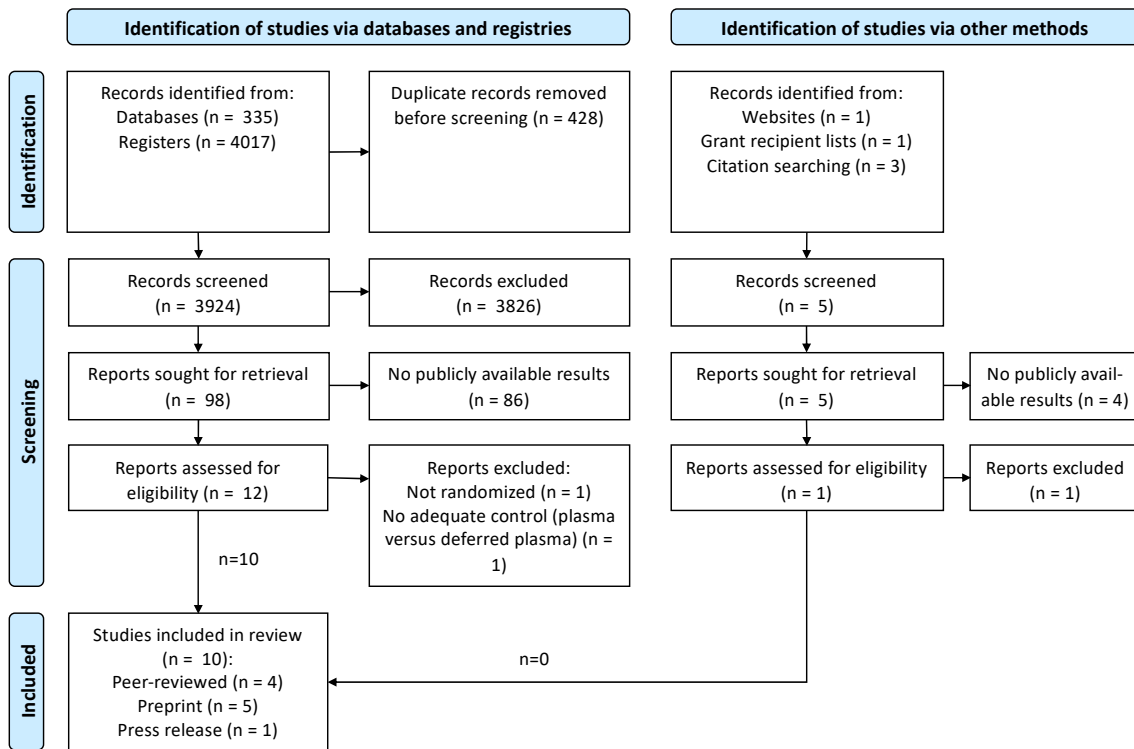 Identification of studies via databases and registries
Identification of studies via other methods
Identification
Records identified from:
Databases (n = 335)
Registers (n = 4017)
Duplicate records removed
before screening (n = 428)
Records identified from:
Websites (n = 1)
Grant recipient lists (n = 1)
Citation searching (n = 3)
Screening
Records screened
(n = 3924)
Records excluded
(n = 3826)
Records screened
(n = 5)
Reports sought for retrieval
(n = 98)
No publicly available results
(n = 86)
Reports sought for retrieval
(n = 5)
No publicly avail-
able results (n = 4)
Reports assessed for
eligibility (n = 12)
Reports excluded:
Not randomized (n = 1)
No adequate control (plasma
versus deferred plasma) (n =
1)
Reports assessed for eligibility
(n = 1)
Reports excluded
(n = 1)
n=10
Included
Studies included in review
(n = 10):
Peer-reviewed (n = 4)
Preprint (n = 5)
Press release (n = 1)
n=0